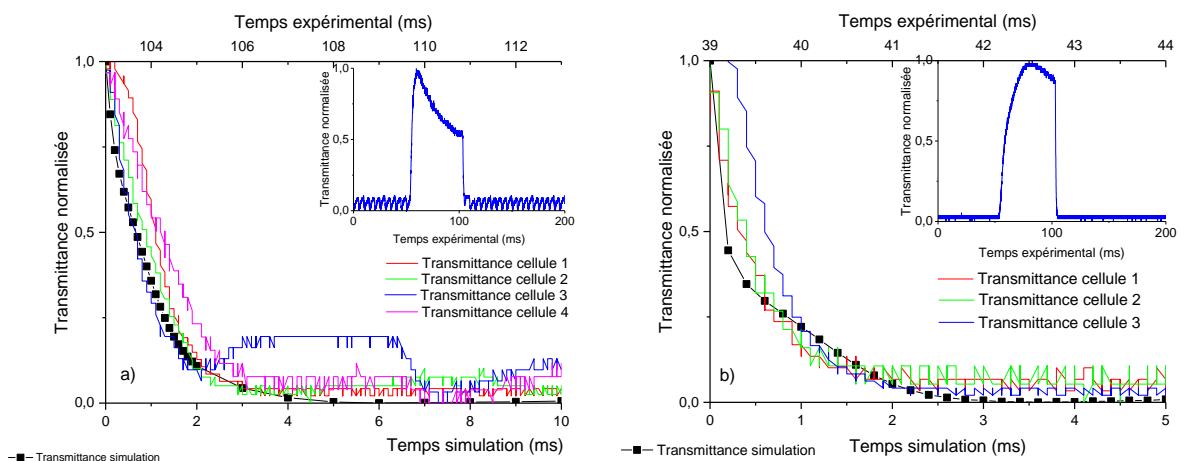 Temps expérimental (ms)
104 106 108 110 112
1,0
0,5
0,0
Transmittance normalisée
1,0
0,5
0,0
Transmittance normalisée
0 100 200
Temps expérimental (ms)
Transmittance cellule 1
Transmittance cellule 2
Transmittance cellule 3
Transmittance cellule 4
a)
0 2 4 6 8 10
Temps simulation (ms)
Transmittance simulation
Temps expérimental (ms)
39 40 41 42 43 44
1,0
0,5
0,0
Transmittance normalisée
1,0
0,5
0,0
Transmittance normalisée
0 100 200
Temps expérimental (ms)
Transmittance cellule 1
Transmittance cellule 2
Transmittance cellule 3
b)
0 1 2 3 4 5
Temps simulation (ms)
Transmittance simulation